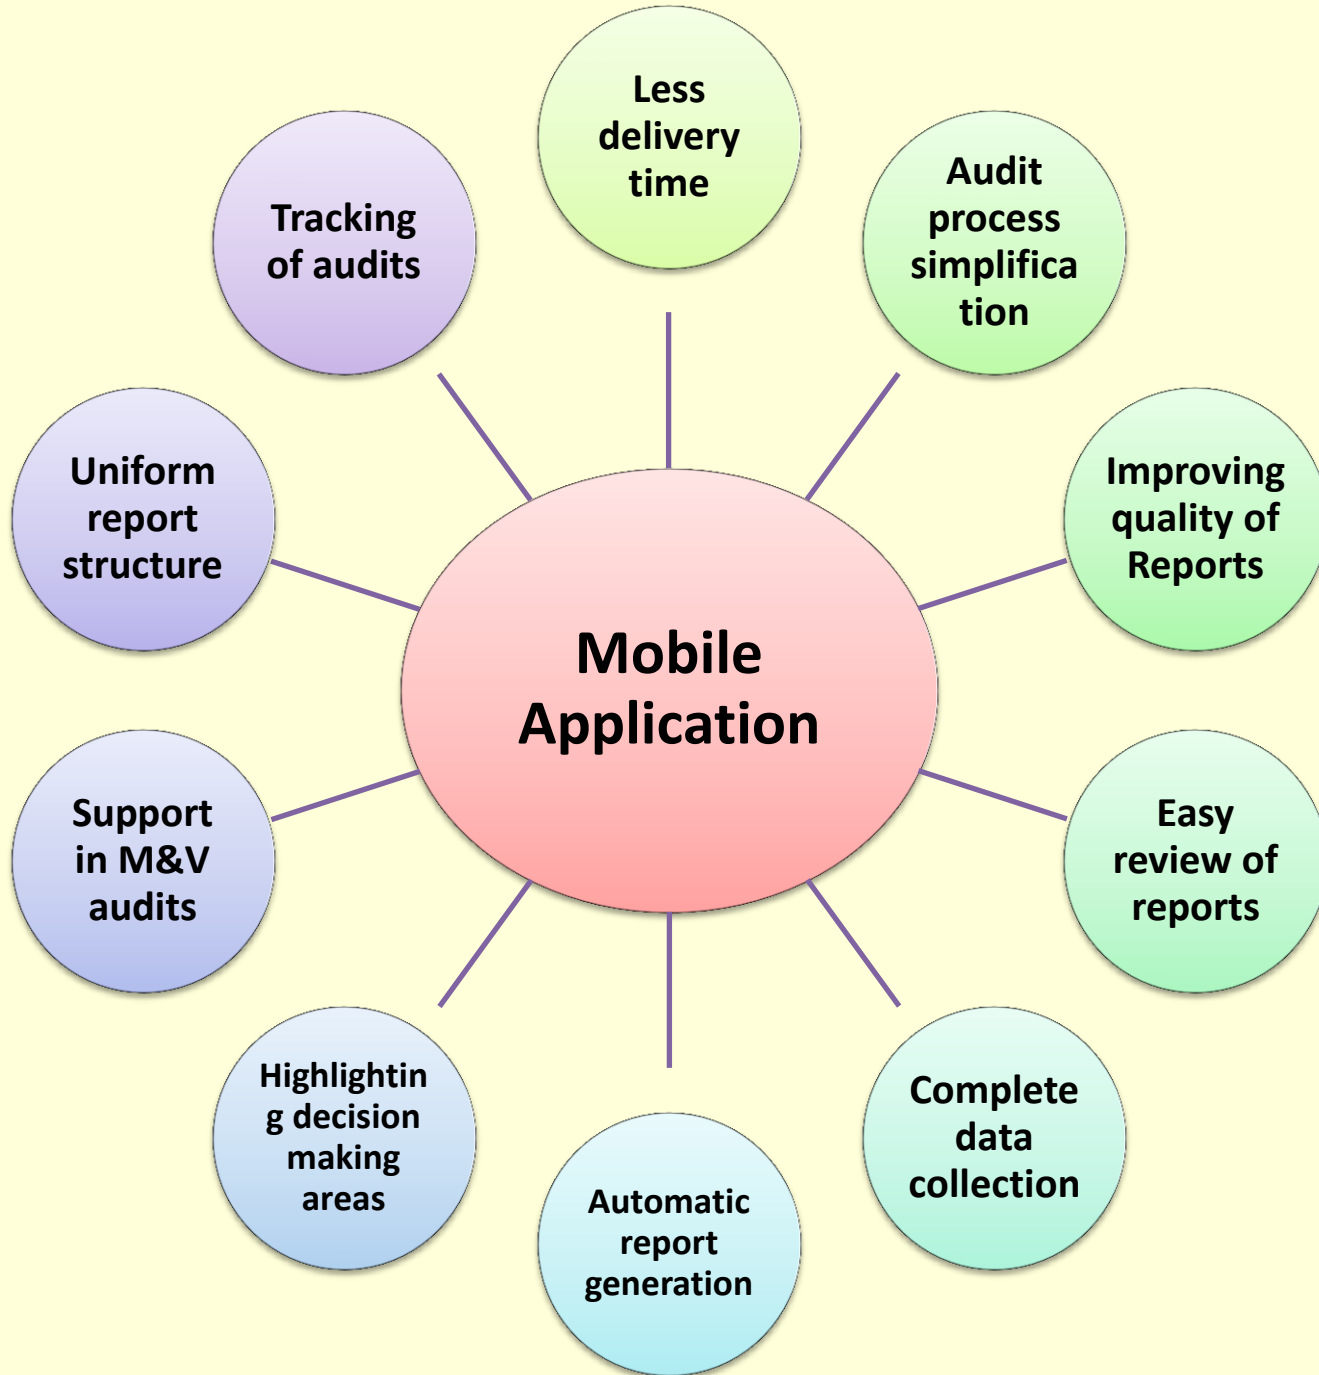 Less
delivery
time
Audit
process
simplifica
tion
Improving
quality of
Reports
Easy
review of
reports
Complete
data
collection
Automatic
report
generation
Highlightin
g decision
making
areas
Support
in M&V
audits
Uniform
report
structure
Tracking
of audits
Mobile
Application